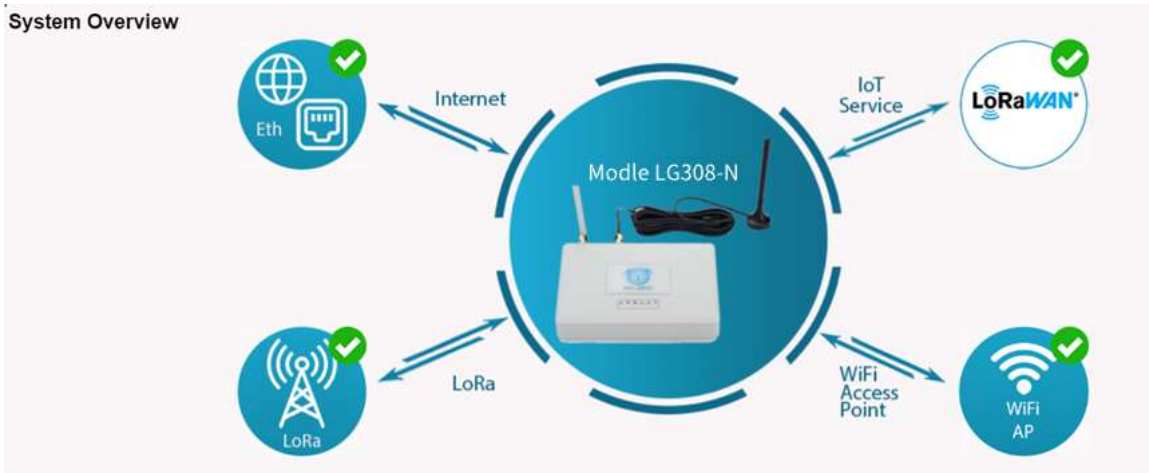 System Overview
Eth
Internet
IoT
Service
LoRaWAN®
Modle LG308-N
LoRa
LoRa
WiFi
Access
Point
WiFi
AP